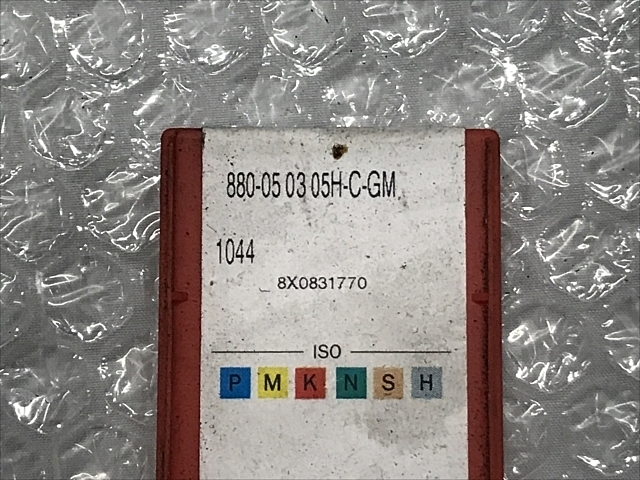 880-05 03 05H-C-GM
1044
8X0831770
ISO
P M K N S H